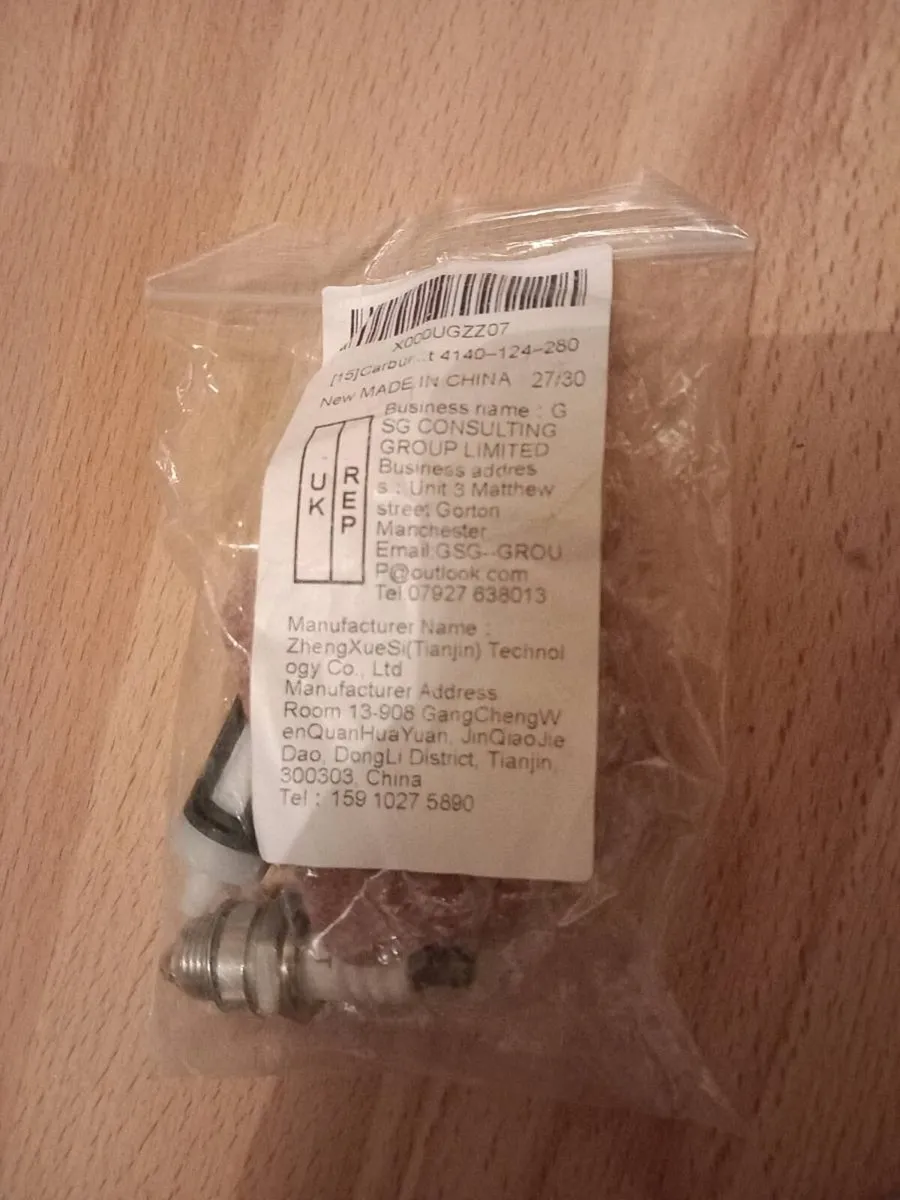 X000UGZZ07
4140-124-280
New MADE IN CHINA 27/30
UK
REP
Business name : G
SG CONSULTING
GROUP LIMITED
Business addres
s : Unit 3 Matthew
street Gorton
Manchester
Email:GSG--GROU
P@outlook.com
Tel:07927 638013
Manufacturer Name :
ZhengXueSi(Tianjin) Technol
ogy Co., Ltd
Manufacturer Address
Room 13-908 GangChengW
enQuanHuaYuan, JinQiaoJie
Dao, DongLi District, Tianjin,
300303, China
Tel : 159 1027 5890